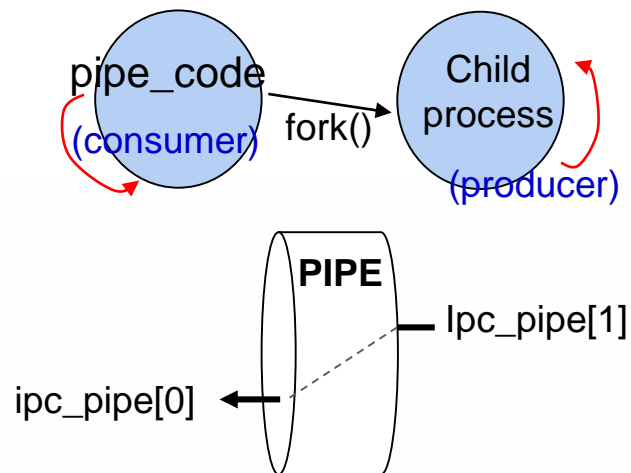 pipe_code
(consumer)
fork()
Child
process
(producer)
PIPE
Ipc_pipe[1]
ipc_pipe[0]